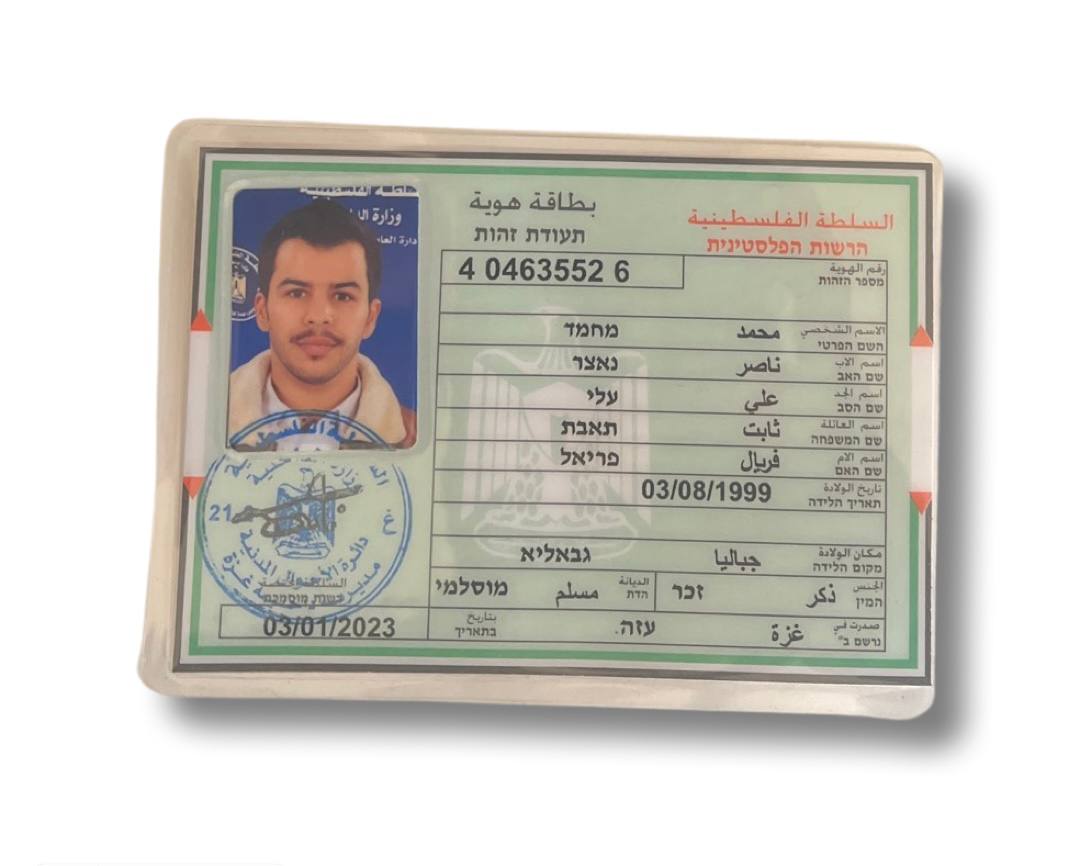 السلطة الفلسطينية
הרשות הפלסטינית
بطاقة هوية
תעודת זהות
رقم الهوية
מספר הזהות
4 0463552 6
الاسم الشخصي محمد
השם הפרטי מחמד
اسم الاب ناصر
שם האב נאצר
اسم الجد علي
שם הסב עלי
اسم العائلة ثابت
שם המשפחה תאבת
اسم الام فريال
שם האם פריאל
تاريخ الولادة
תאריך הלידה
03/08/1999
مكان الولادة جباليا
מקום הלידה גבאליא
الجنس ذكر
המין זכר
الديانة مسلم
הדת מוסלמי
صدرت في غزة
נרשם ב עזה.
بتاريخ
בתאריך
03/01/2023
وزارة
21
غ
دائرة الأحوال المدنية
غزة